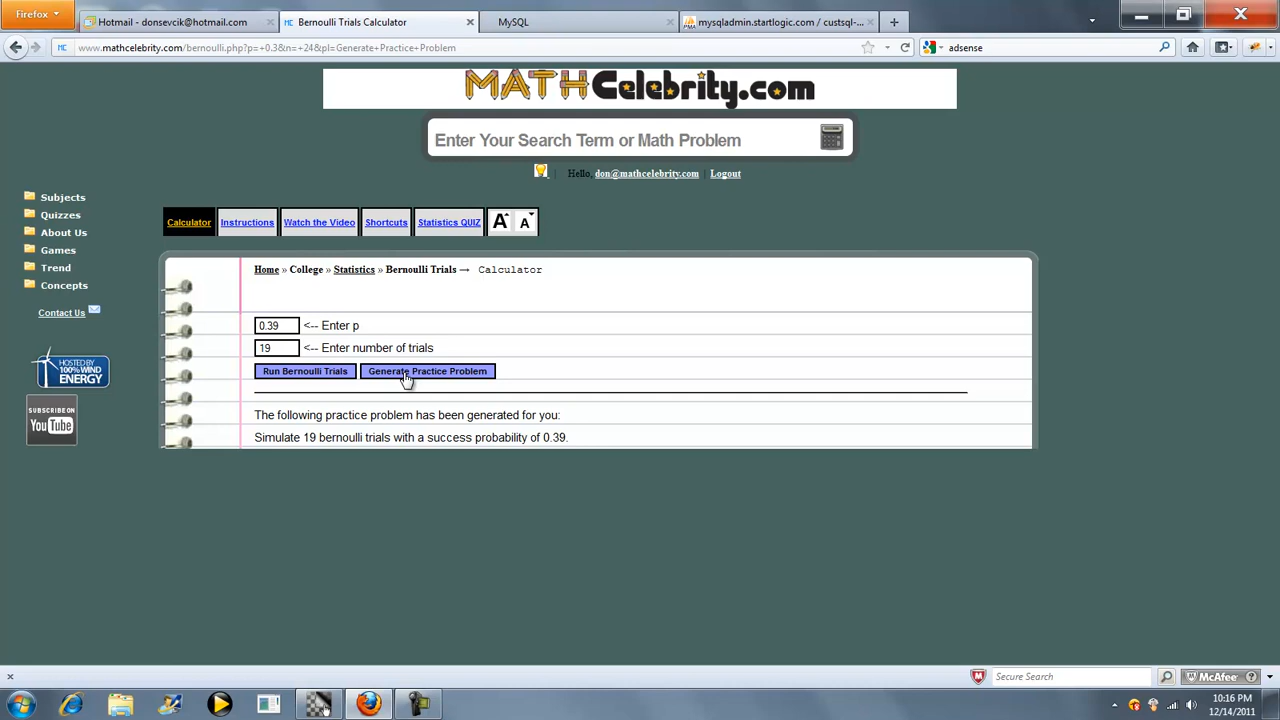 Firefox
Hotmail - donsevcik@hotmail.com
Bernoulli Trials Calculator
MySQL
mysqladmin.startlogic.com / custsql-...
www.mathcelebrity.com/bernoulli.php?p=+0.3&n=+24&pl=Generate+Practice+Problem
adsense
MATHCelebrity.com
Enter Your Search Term or Math Problem
Hello, don@mathcelebrity.com | Logout
Subjects
Quizzes
About Us
Games
Trend
Concepts
Contact Us
HOSTED BY
100% WIND
ENERGY
SUBSCRIBE ON
YouTube
Calculator Instructions Watch the Video Shortcuts Statistics QUIZ A A
Home » College » Statistics » Bernoulli Trials → Calculator
0.39 <-- Enter p
19 <-- Enter number of trials
Run Bernoulli Trials Generate Practice Problem
The following practice problem has been generated for you:
Simulate 19 bernoulli trials with a success probability of 0.39.
Secure Search
McAfee
10:16 PM
12/14/2011